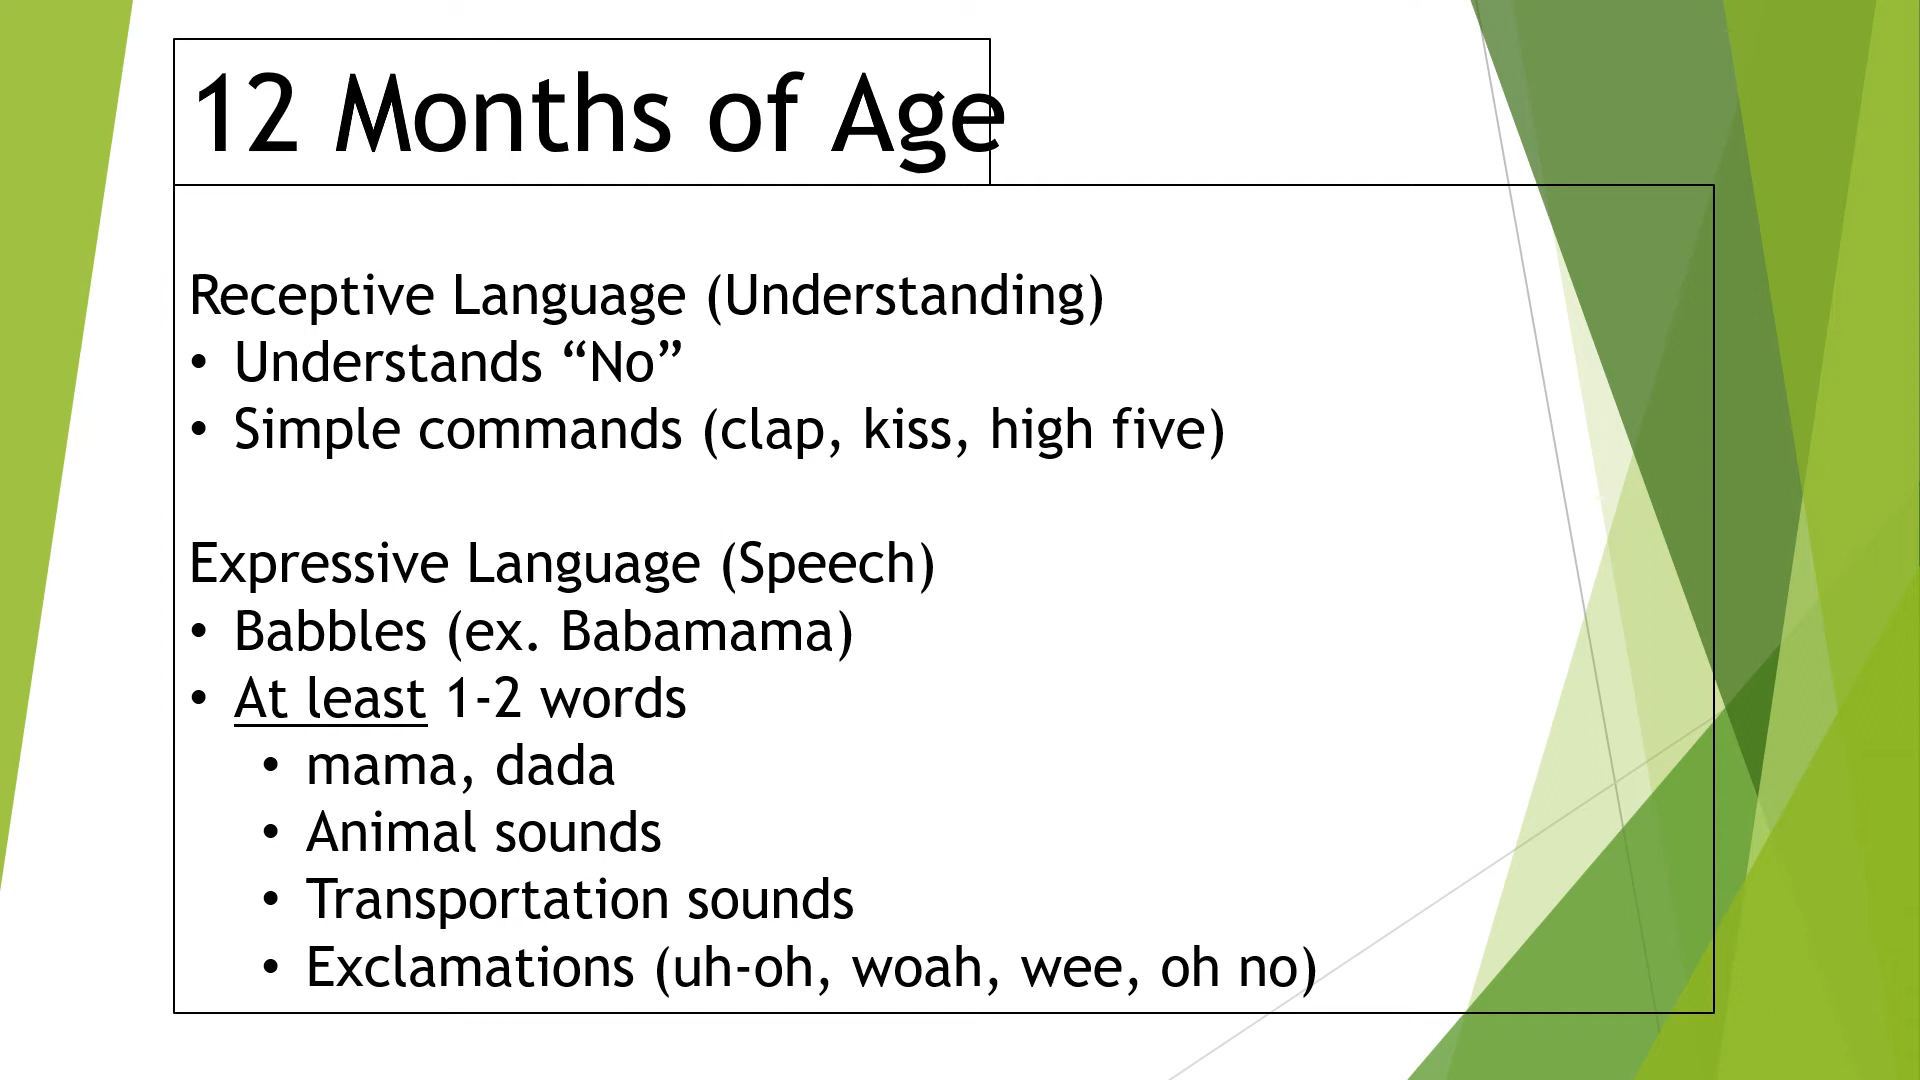 12 Months of Age
Receptive Language (Understanding)
• Understands “No”
• Simple commands (clap, kiss, high five)
Expressive Language (Speech)
• Babbles (ex. Babamama)
• At least 1-2 words
• mama, dada
• Animal sounds
• Transportation sounds
• Exclamations (uh-oh, woah, wee, oh no)